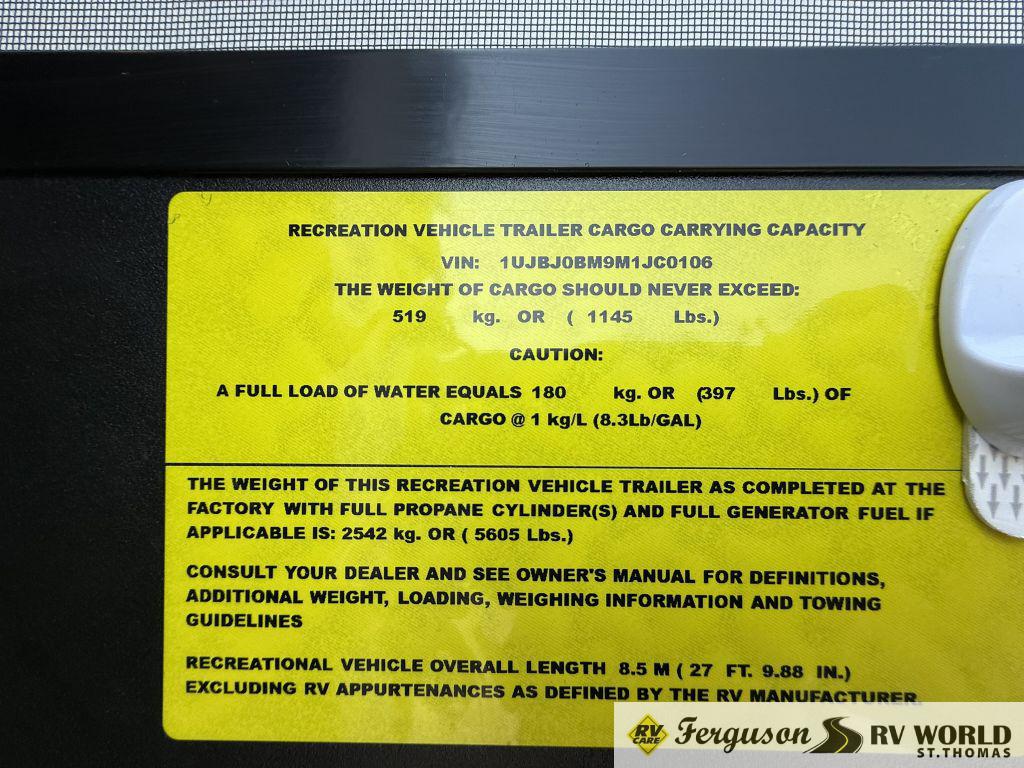 RECREATION VEHICLE TRAILER CARGO CARRYING CAPACITY
VIN: 1UJBJ0BM9M1JC0106
THE WEIGHT OF CARGO SHOULD NEVER EXCEED:
519 kg. OR ( 1145 Lbs.)
CAUTION:
A FULL LOAD OF WATER EQUALS 180 kg. OR (397 Lbs.) OF
CARGO @ 1 kg/L (8.3Lb/GAL)
THE WEIGHT OF THIS RECREATION VEHICLE TRAILER AS COMPLETED AT THE
FACTORY WITH FULL PROPANE CYLINDER(S) AND FULL GENERATOR FUEL IF
APPLICABLE IS: 2542 kg. OR ( 5605 Lbs.)
CONSULT YOUR DEALER AND SEE OWNER'S MANUAL FOR DEFINITIONS,
ADDITIONAL WEIGHT, LOADING, WEIGHING INFORMATION AND TOWING
GUIDELINES
RECREATIONAL VEHICLE OVERALL LENGTH 8.5 M ( 27 FT. 9.88 IN.)
EXCLUDING RV APPURTENANCES AS DEFINED BY THE RV MANUFACTURER.
RV CARE Ferguson RV WORLD
ST.THOMAS